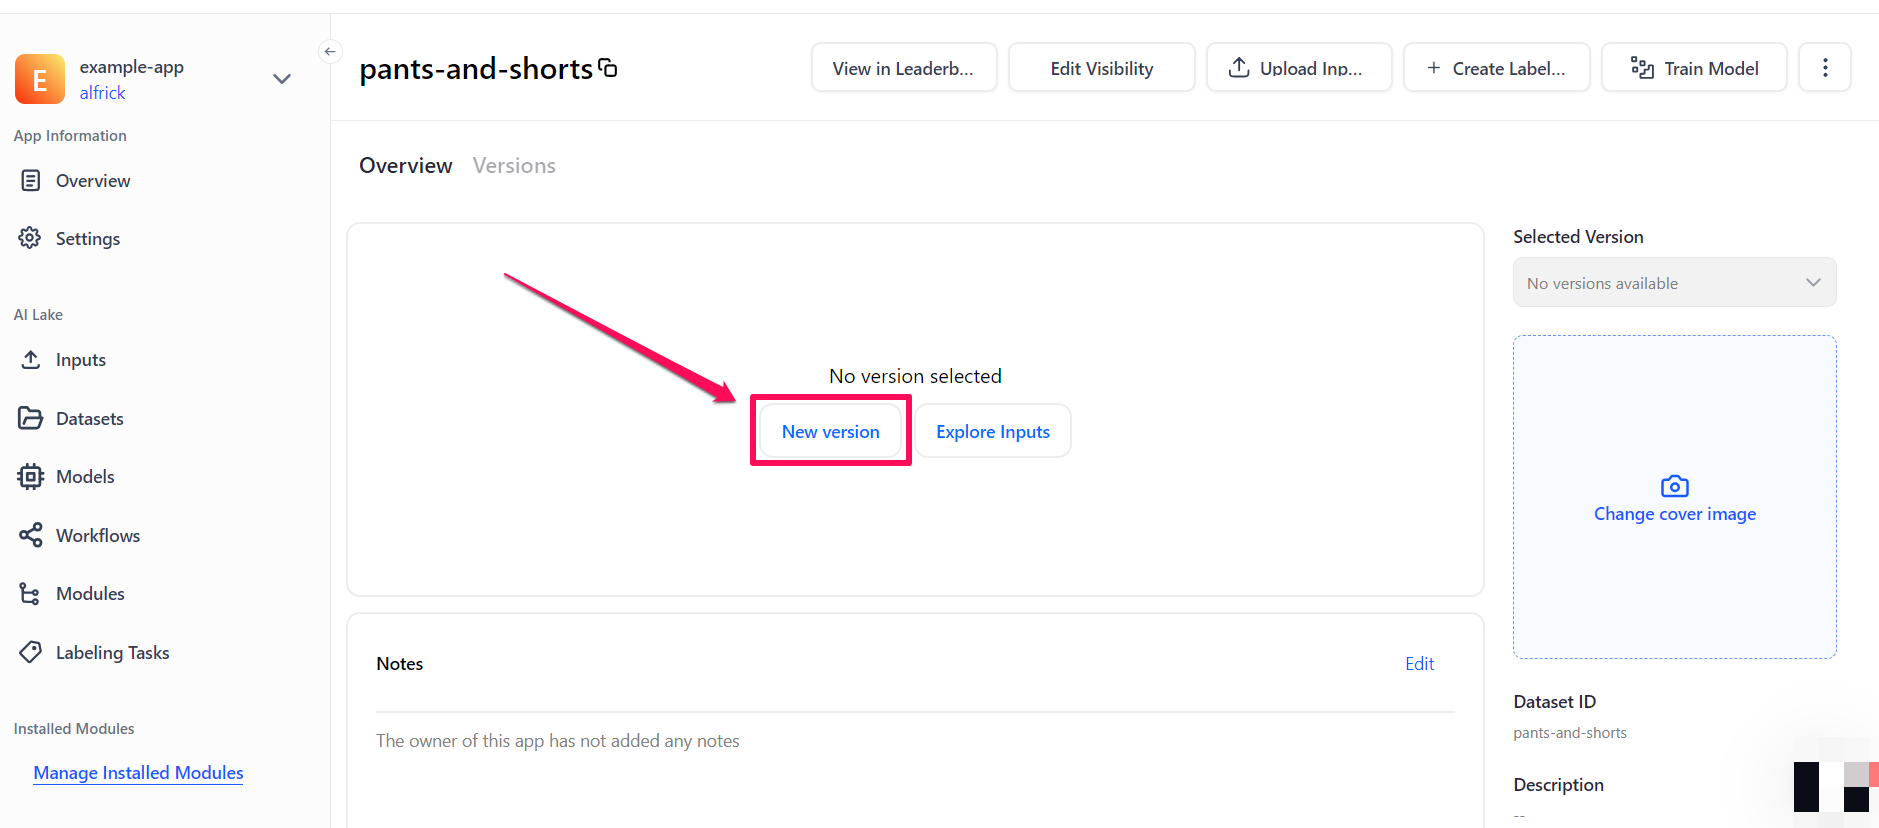 E
example-app
alfrick
App Information
Overview
Settings
AI Lake
Inputs
Datasets
Models
Workflows
Modules
Labeling Tasks
Installed Modules
Manage Installed Modules
pants-and-shorts
View in Leaderb...
Edit Visibility
Upload Inp...
Create Label...
Train Model
Overview Versions
No version selected
New version
Explore Inputs
Notes
Edit
The owner of this app has not added any notes
Selected Version
No versions available
Change cover image
Dataset ID
pants-and-shorts
Description
--